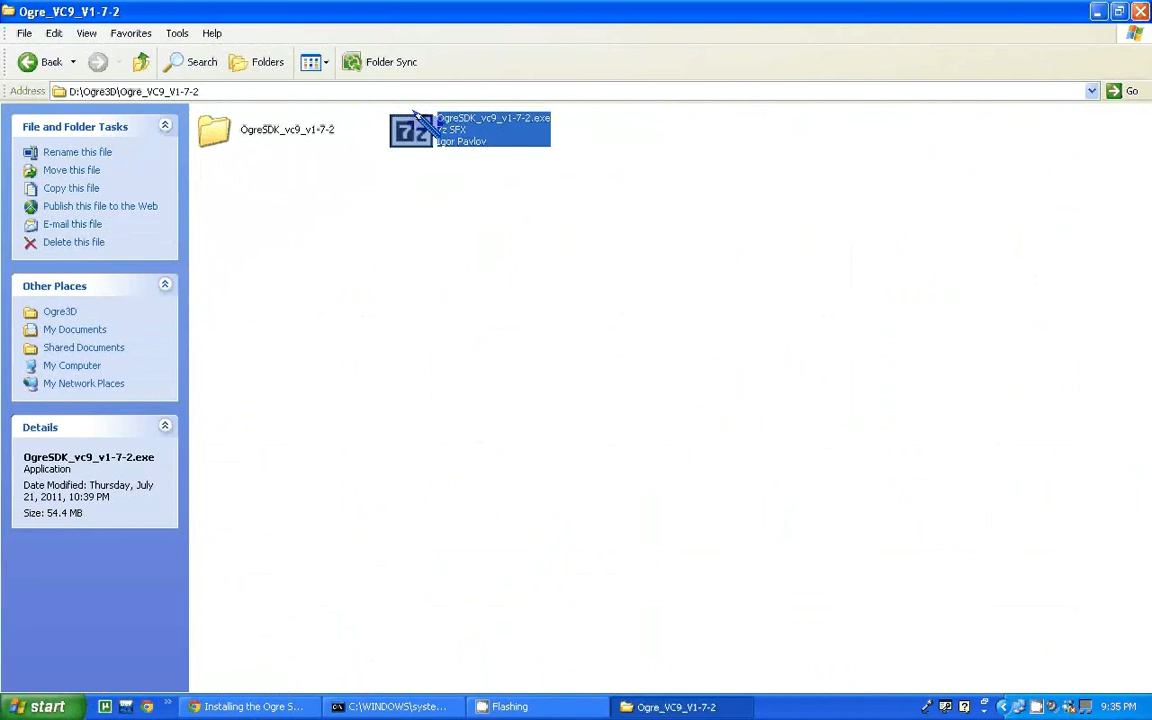 Ogre_VC9_V1-7-2
File Edit View Favorites Tools Help
Back Search Folders Folder Sync
Address D:\Ogre3D\Ogre_VC9_V1-7-2 Go
File and Folder Tasks
Rename this file
Move this file
Copy this file
Publish this file to the Web
E-mail this file
Delete this file
Other Places
Ogre3D
My Documents
Shared Documents
My Computer
My Network Places
Details
OgreSDK_vc9_v1-7-2.exe
Application
Date Modified: Thursday, July
21, 2011, 10:39 PM
Size: 54.4 MB
OgreSDK_vc9_v1-7-2
7z
OgreSDK_vc9_v1-7-2.exe
7z SFX
Igor Pavlov
start Installing the Ogre S... C:\WINDOWS\syste... Flashing Ogre_VC9_V1-7-2 9:35 PM